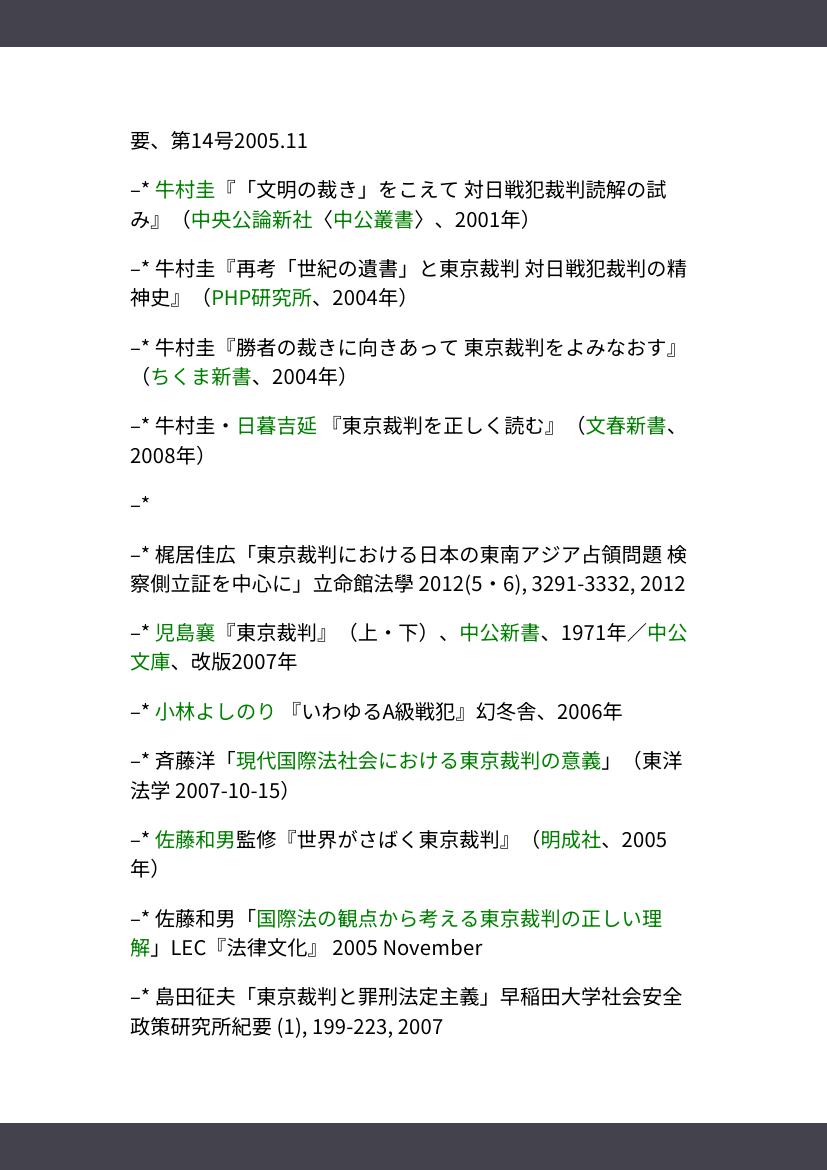 要、第14号2005.11
–* 牛村圭『「文明の裁き」をこえて 対日戦犯裁判読解の試
み』（中央公論新社〈中公叢書〉、2001年）
–* 牛村圭『再考「世紀の遺書」と東京裁判 対日戦犯裁判の精
神史』（PHP研究所、2004年）
–* 牛村圭『勝者の裁きに向きあって 東京裁判をよみなおす』
（ちくま新書、2004年）
–* 牛村圭・日暮吉延 『東京裁判を正しく読む』（文春新書、
2008年）
–*
–* 梶居佳広「東京裁判における日本の東南アジア占領問題 検
察側立証を中心に」立命館法學 2012(5・6), 3291-3332, 2012
–* 児島襄『東京裁判』（上・下）、中公新書、1971年／中公
文庫、改版2007年
–* 小林よしのり 『いわゆるA級戦犯』幻冬舎、2006年
–* 斉藤洋「現代国際法社会における東京裁判の意義」（東洋
法学 2007-10-15）
–* 佐藤和男監修『世界がさばく東京裁判』（明成社、2005
年）
–* 佐藤和男「国際法の観点から考える東京裁判の正しい理
解」LEC『法律文化』 2005 November
–* 島田征夫「東京裁判と罪刑法定主義」早稲田大学社会安全
政策研究所紀要 (1), 199-223, 2007